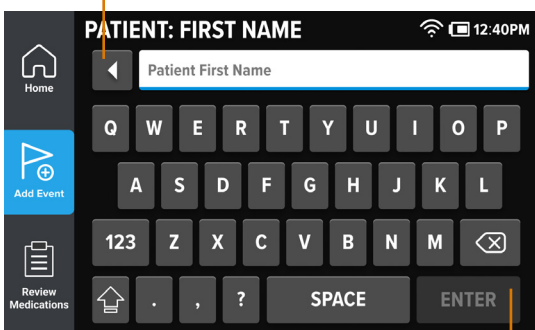 PATIENT: FIRST NAME
12:40PM
Home
Patient First Name
Q W E R T Y U I O P
Add Event
A S D F G H J K L
123 Z X C V B N M
Review
Medications
. , ? SPACE ENTER